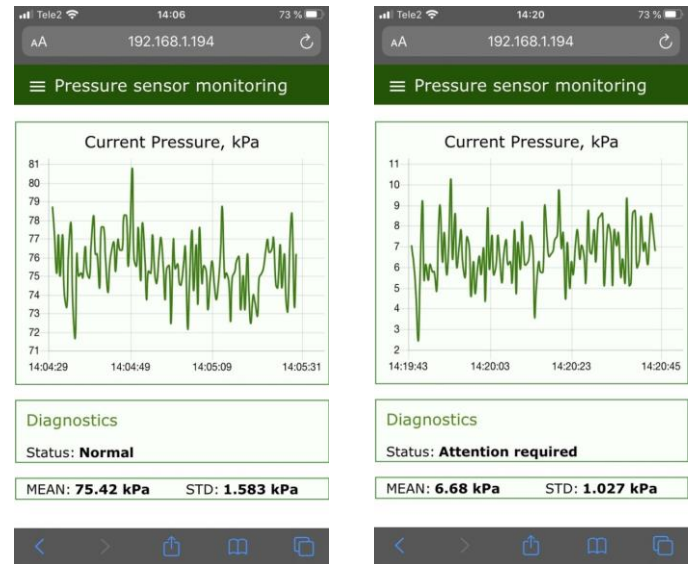 Tele2 14:06 73 %
AA 192.168.1.194
Pressure sensor monitoring
Current Pressure, kPa
81
80
79
78
77
76
75
74
73
72
71
14:04:29 14:04:49 14:05:09 14:05:31
Diagnostics
Status: Normal
MEAN: 75.42 kPa STD: 1.583 kPa
Tele2 14:20 73 %
AA 192.168.1.194
Pressure sensor monitoring
Current Pressure, kPa
11
10
9
8
7
6
5
4
3
2
14:19:43 14:20:03 14:20:23 14:20:45
Diagnostics
Status: Attention required
MEAN: 6.68 kPa STD: 1.027 kPa